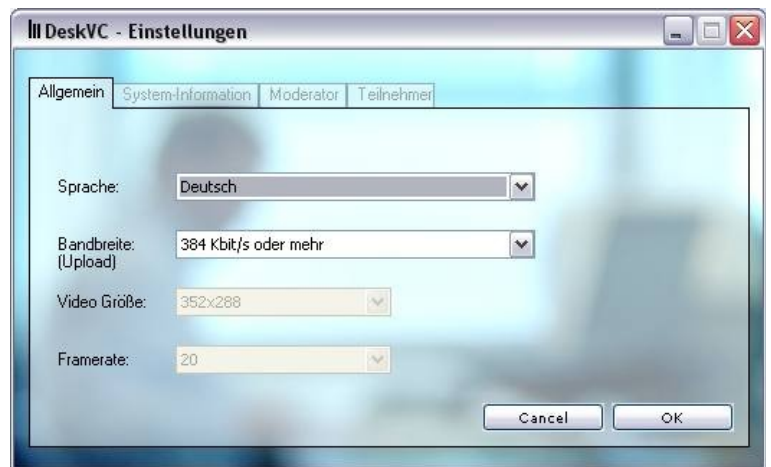 DeskVC - Einstellungen
Allgemein System-Information Moderator Teilnehmer
Sprache: Deutsch
Bandbreite: 384 Kbit/s oder mehr
(Upload)
Video Größe: 352x288
Framerate: 20
Cancel OK